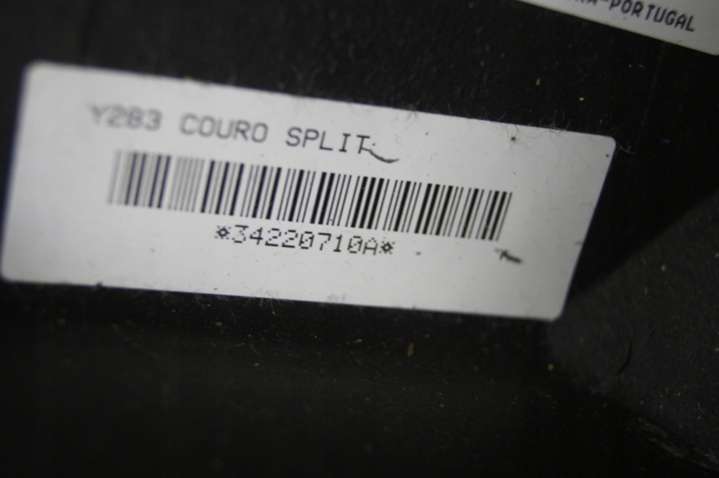 -PORTUGAL
Y283 COURO SPLIT
*34220710A*